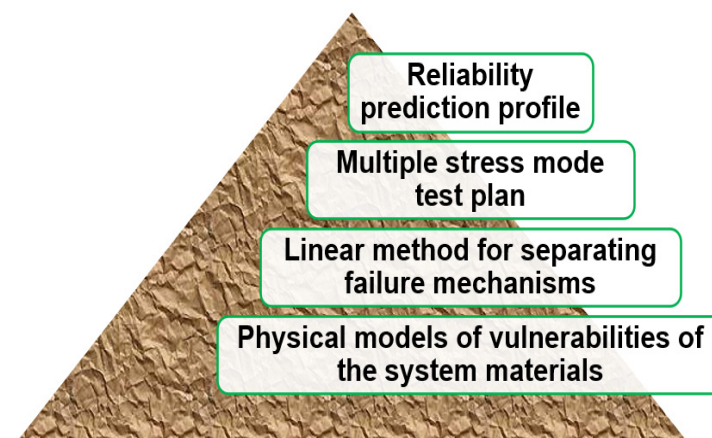 Reliability
prediction profile
Multiple stress mode
test plan
Linear method for separating
failure mechanisms
Physical models of vulnerabilities of
the system materials